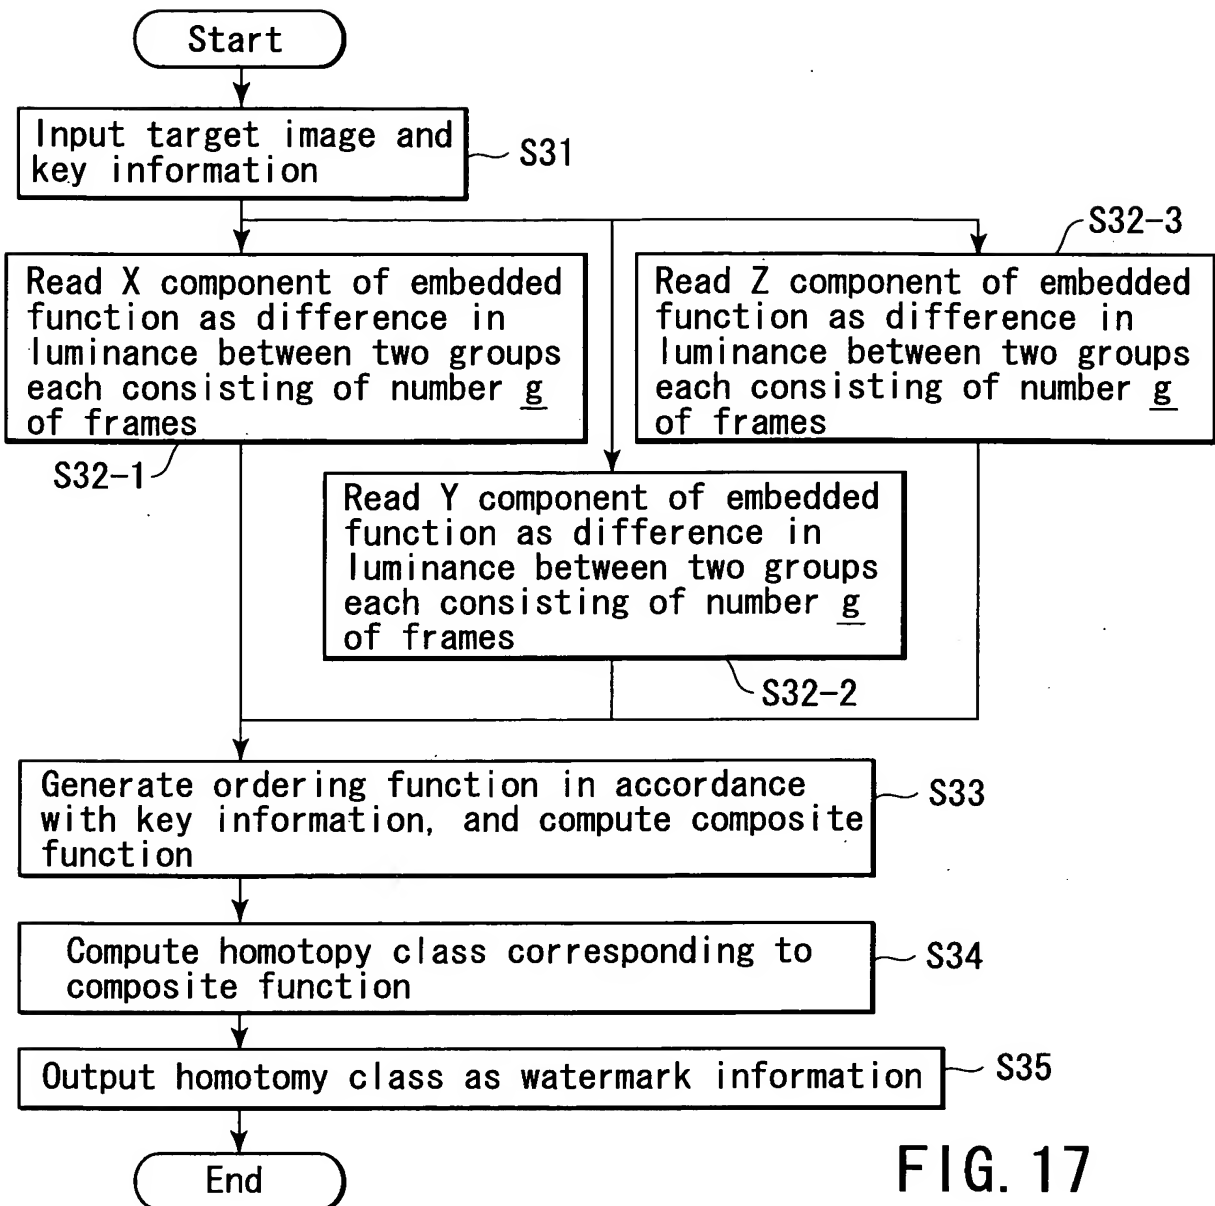 Start
Input target image and
key information
S31
S32-3
Read X component of embedded
function as difference in
luminance between two groups
each consisting of number g
of frames
S32-1
Read Z component of embedded
function as difference in
luminance between two groups
each consisting of number g
of frames
Read Y component of embedded
function as difference in
luminance between two groups
each consisting of number g
of frames
S32-2
Generate ordering function in accordance
with key information, and compute composite
function
S33
Compute homotopy class corresponding to
composite function
S34
Output homotomy class as watermark information
S35
End
FIG. 17